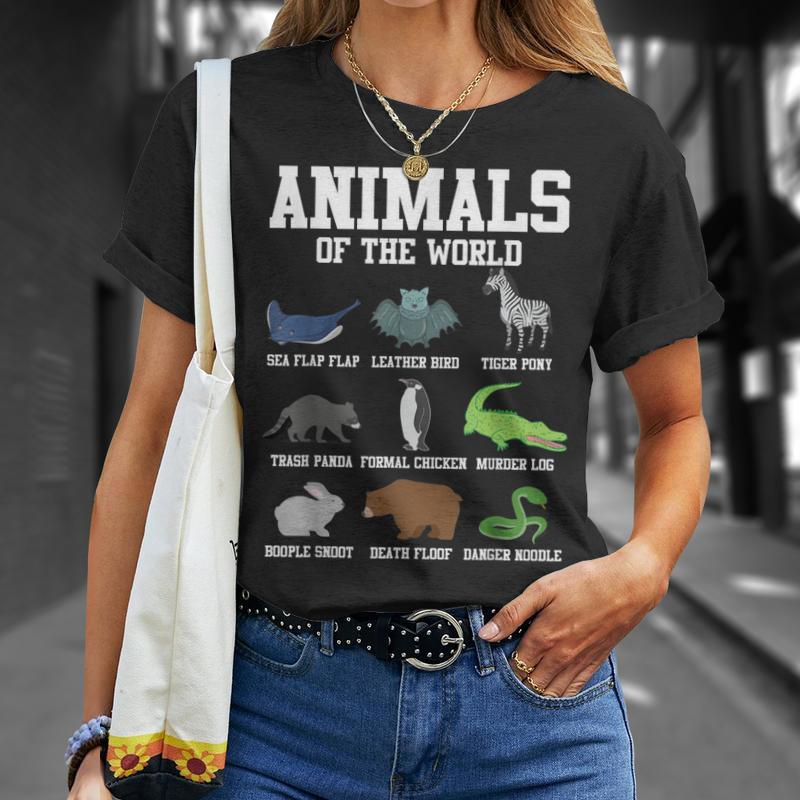 ANIMALS
OF THE WORLD
SEA FLAP FLAP LEATHER BIRD TIGER PONY
TRASH PANDA FORMAL CHICKEN MURDER LOG
BOOPLE SNOOT DEATH FLOOF DANGER NOODLE